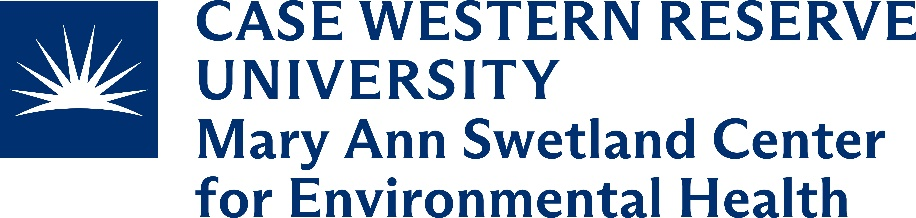 CASE WESTERN RESERVE
UNIVERSITY
Mary Ann Swetland Center
for Environmental Health